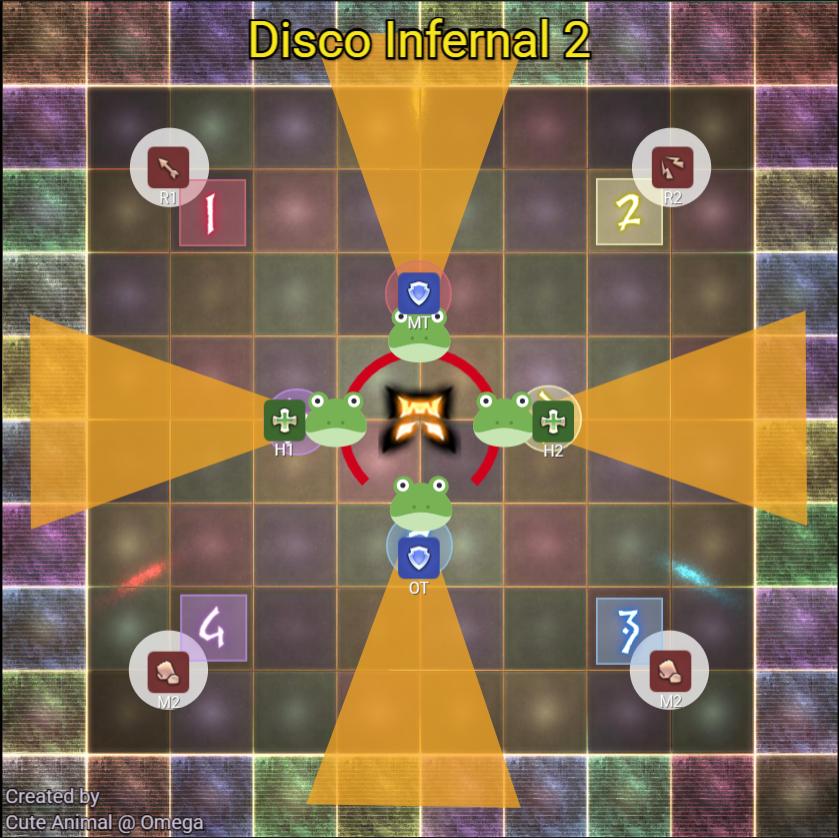 Disco Infernal 2
R1
R2
1
2
MT
H1
H2
OT
4
3
M2
M2
Created by
Cute Animal @ Omega